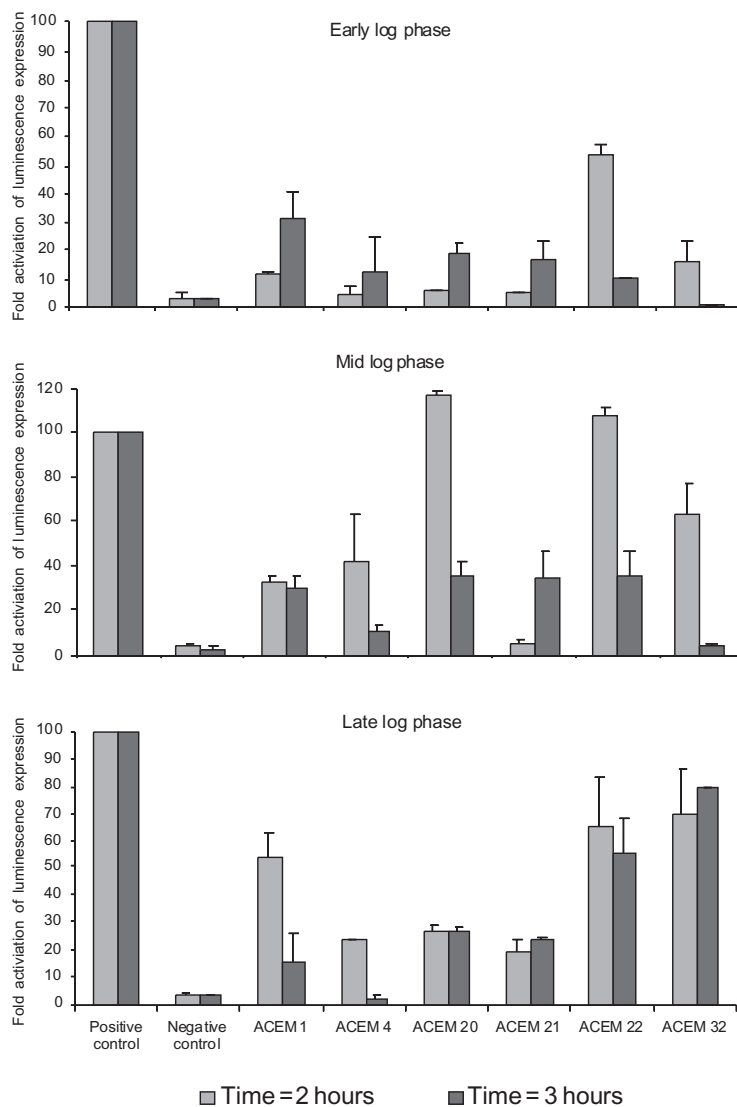 Early log phase
Fold activiation of luminescence expression
100
90
80
70
60
50
40
30
20
10
0
Mid log phase
Fold activiation of luminescence expression
120
100
80
60
40
20
0
Late log phase
Fold activiation of luminescence expression
100
90
80
70
60
50
40
30
20
10
0
Positive control
Negative control
ACEM 1
ACEM 4
ACEM 20
ACEM 21
ACEM 22
ACEM 32
Time = 2 hours
Time = 3 hours